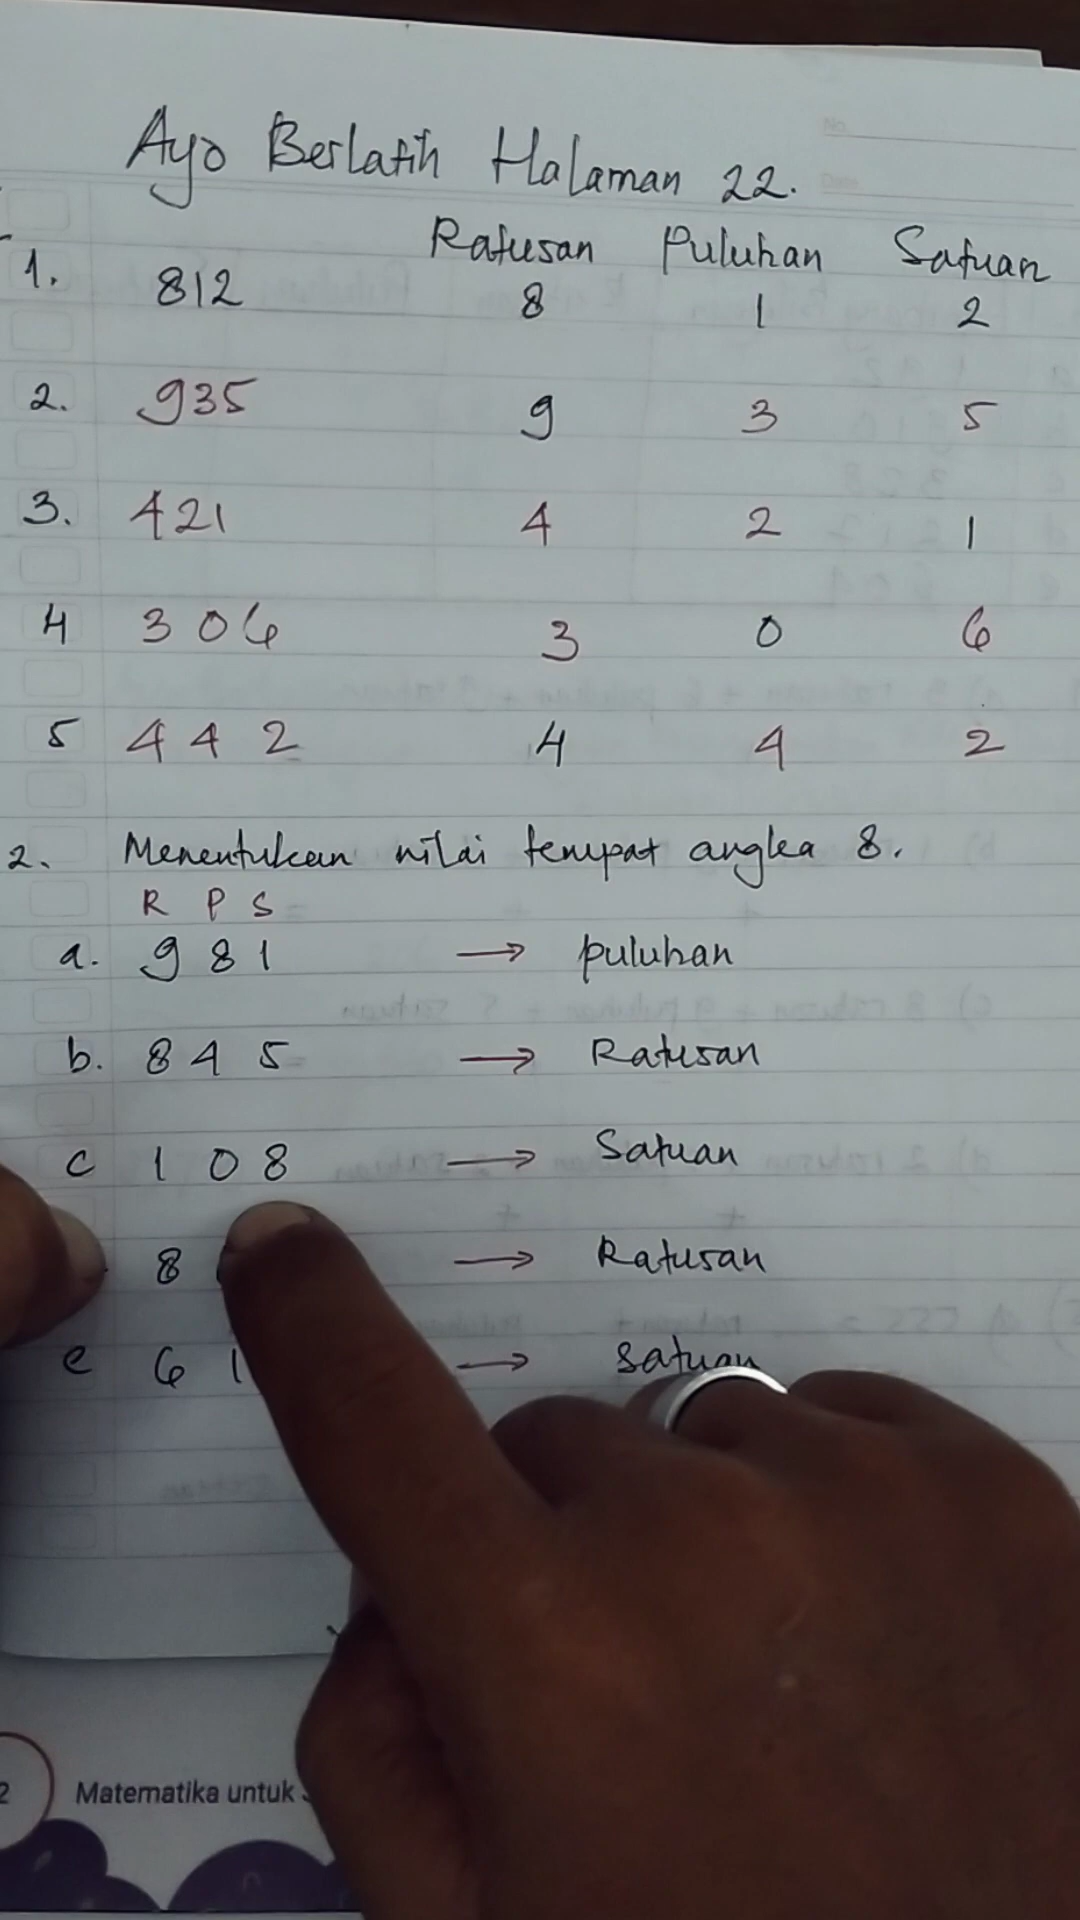 Ayo Berlatih Halaman 22.
Ratusan Puluhan Satuan
1. 812 8 1 2
2. 935 9 3 5
3. 421 4 2 1
4 306 3 0 6
5 442 4 4 2
2. Menentukan nilai tempat angka 8.
R P S
a. 981 → puluhan
b. 845 → Ratusan
c 108 → Satuan
8 → Ratusan
e 61 → satuan
2 Matematika untuk